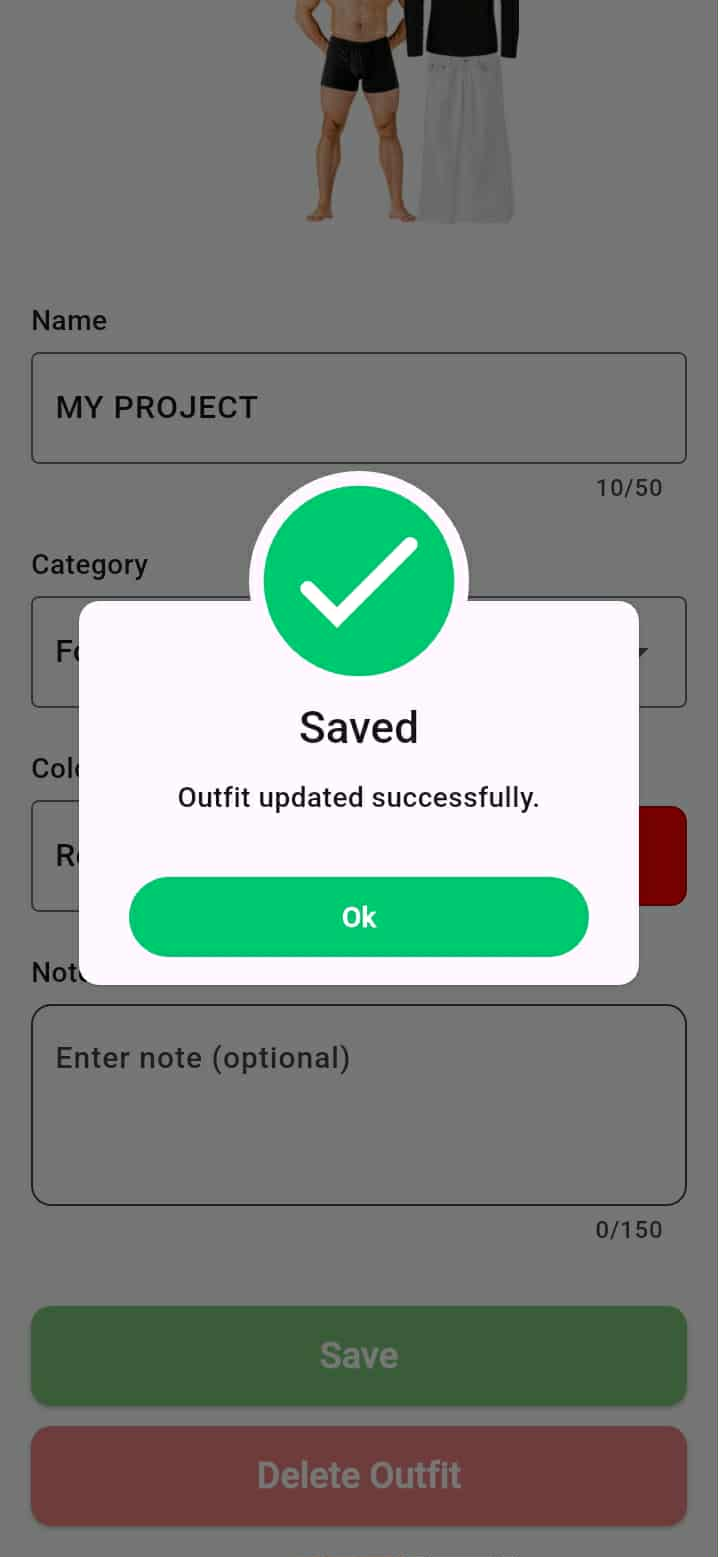 Name
MY PROJECT
10/50
Category
Saved
Outfit updated successfully.
Ok
Enter note (optional)
0/150
Save
Delete Outfit